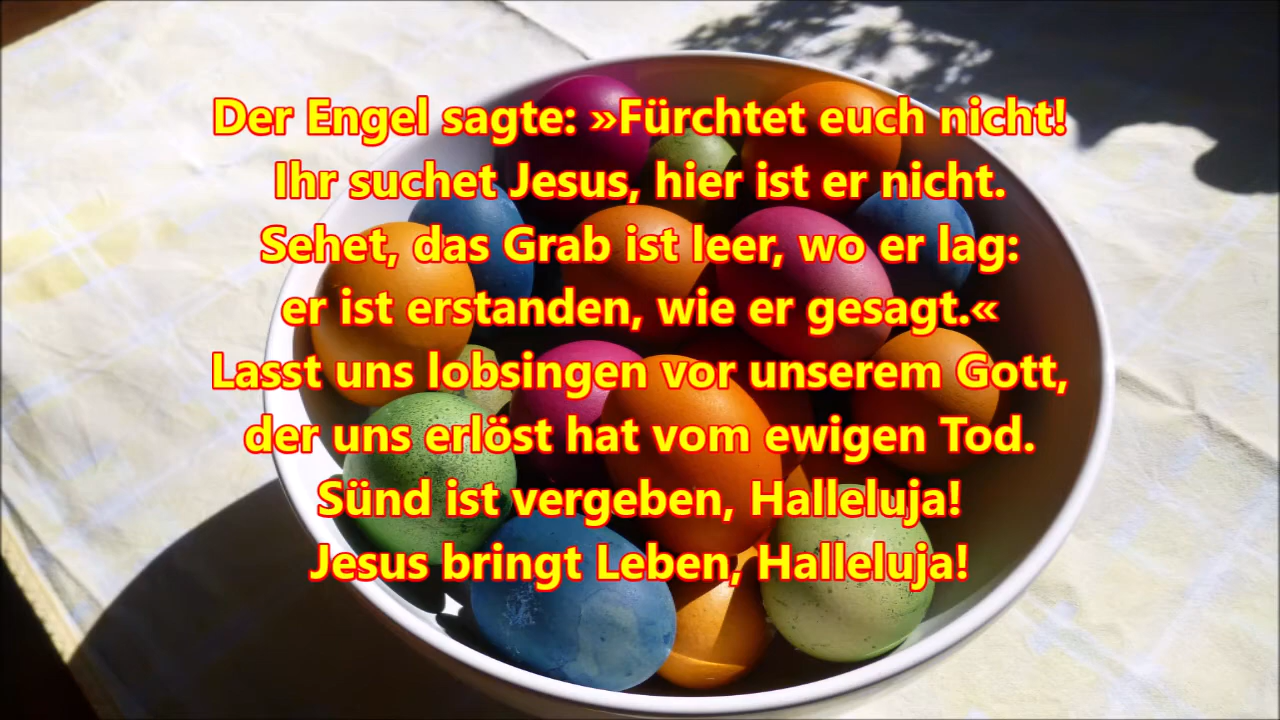 Der Engel sagte: »Fürchtet euch nicht!
Ihr suchet Jesus, hier ist er nicht.
Sehet, das Grab ist leer, wo er lag:
er ist erstanden, wie er gesagt.«
Lasst uns lobsingen vor unserem Gott,
der uns erlöst hat vom ewigen Tod.
Sünd ist vergeben, Halleluja!
Jesus bringt Leben, Halleluja!